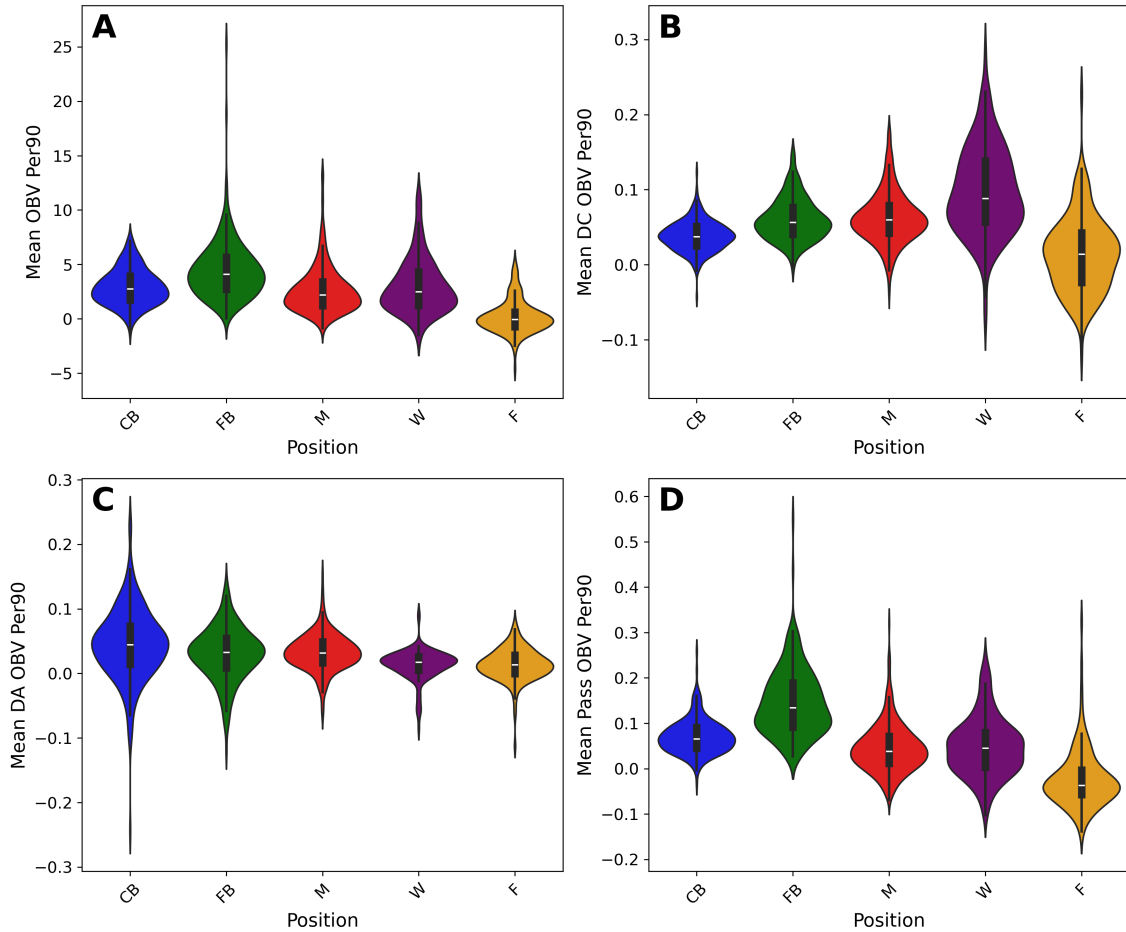 A
Mean OBV Per90
25
20
15
10
5
0
−5
CB FB M W F
Position
B
Mean DC OBV Per90
0.3
0.2
0.1
0.0
−0.1
CB FB M W F
Position
C
Mean DA OBV Per90
0.3
0.2
0.1
0.0
−0.1
−0.2
−0.3
CB FB M W F
Position
D
Mean Pass OBV Per90
0.6
0.5
0.4
0.3
0.2
0.1
0.0
−0.1
−0.2
CB FB M W F
Position